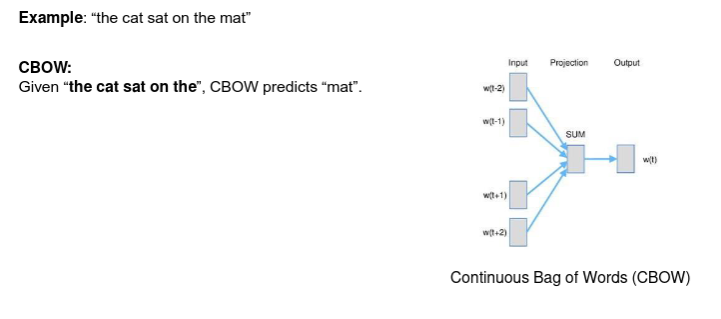 Example: “the cat sat on the mat”
CBOW:
Given “the cat sat on the”, CBOW predicts “mat”.
Input Projection Output
w(t-2)
w(t-1)
SUM
w(t)
w(t+1)
w(t+2)
Continuous Bag of Words (CBOW)